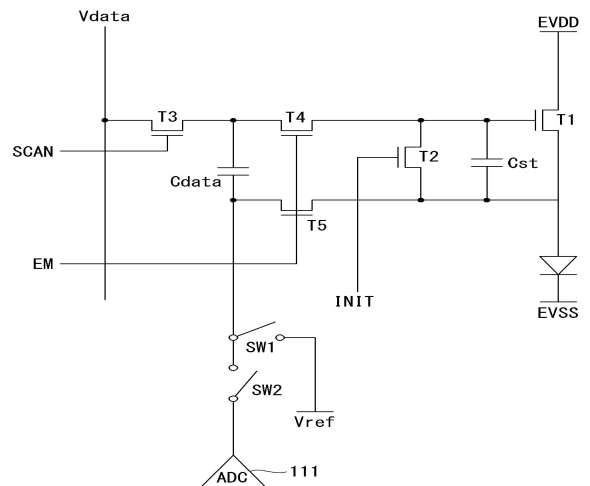 Vdata
EVDD
T3
T4
T1
SCAN
T2
Cst
Cdata
T5
EM
INIT
EVSS
SW1
SW2
Vref
ADC
111